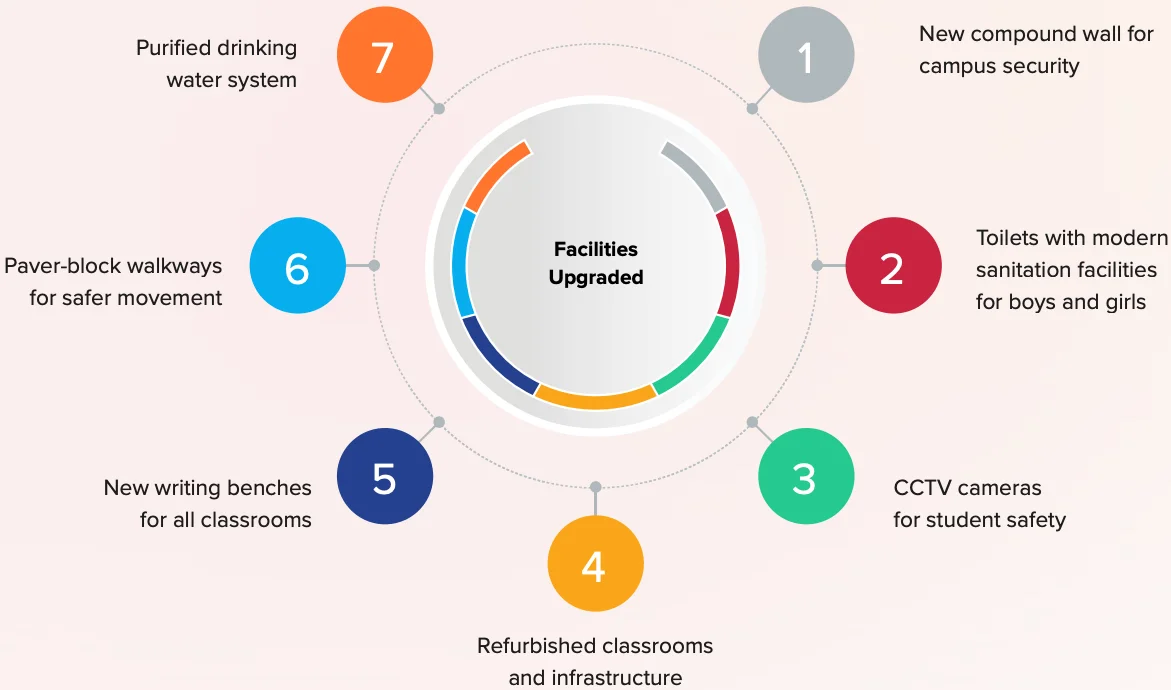 Facilities
Upgraded
1
New compound wall for
campus security
2
Toilets with modern
sanitation facilities
for boys and girls
3
CCTV cameras
for student safety
4
Refurbished classrooms
and infrastructure
5
New writing benches
for all classrooms
6
Paver-block walkways
for safer movement
7
Purified drinking
water system